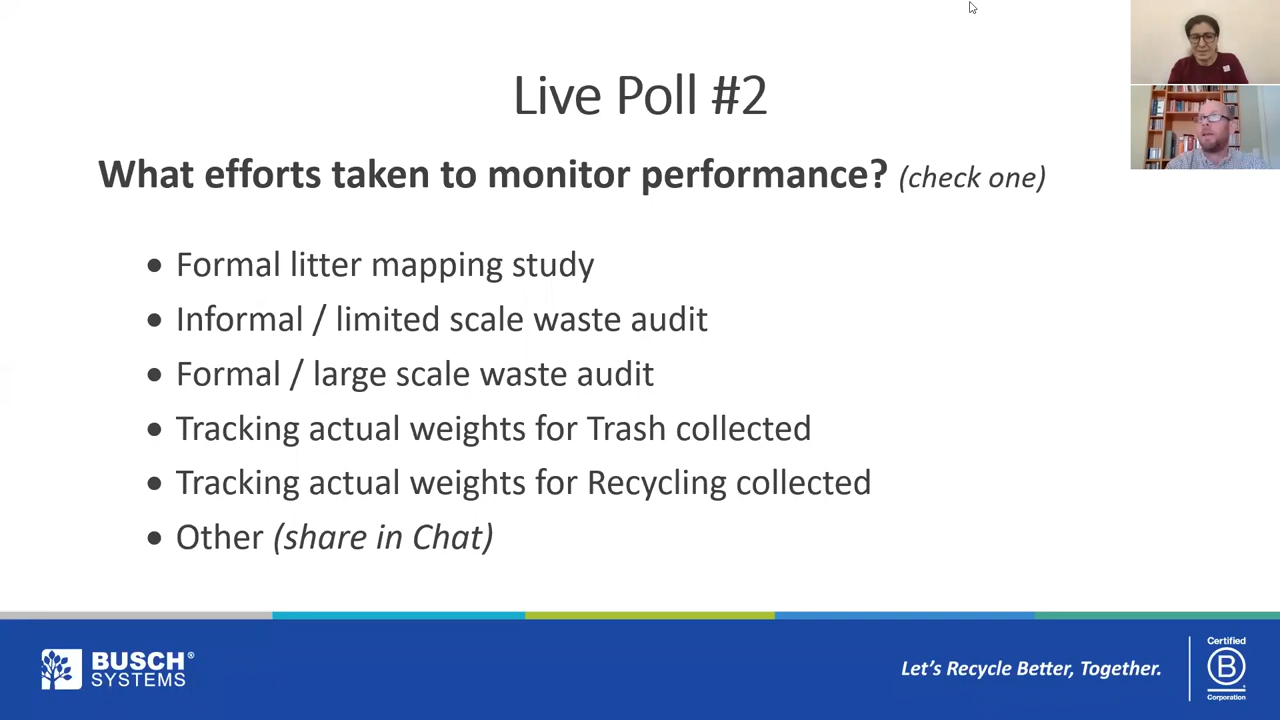 Live Poll #2
What efforts taken to monitor performance? (check one)
• Formal litter mapping study
• Informal / limited scale waste audit
• Formal / large scale waste audit
• Tracking actual weights for Trash collected
• Tracking actual weights for Recycling collected
• Other (share in Chat)
BUSCH®
SYSTEMS
Let's Recycle Better, Together.
Certified
B
Corporation